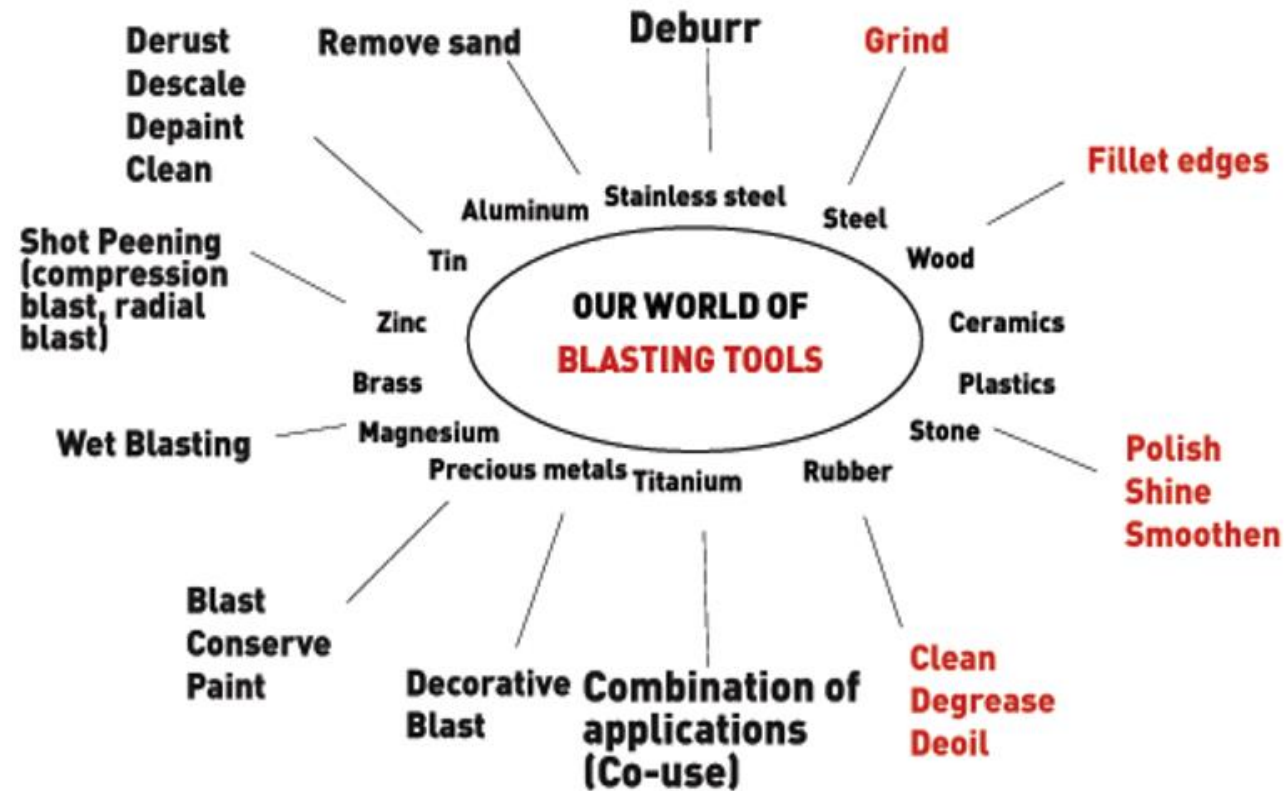 Derust
Descale
Depaint
Clean
Remove sand
Deburr
Grind
Fillet edges
Shot Peening
(compression
blast, radial
blast)
Wet Blasting
Aluminum
Stainless steel
Steel
Tin
Wood
Zinc
Ceramics
Brass
Plastics
Magnesium
Stone
Precious metals
Titanium
Rubber
OUR WORLD OF
BLASTING TOOLS
Polish
Shine
Smoothen
Blast
Conserve
Paint
Decorative
Blast
Combination of
applications
(Co-use)
Clean
Degrease
Deoil